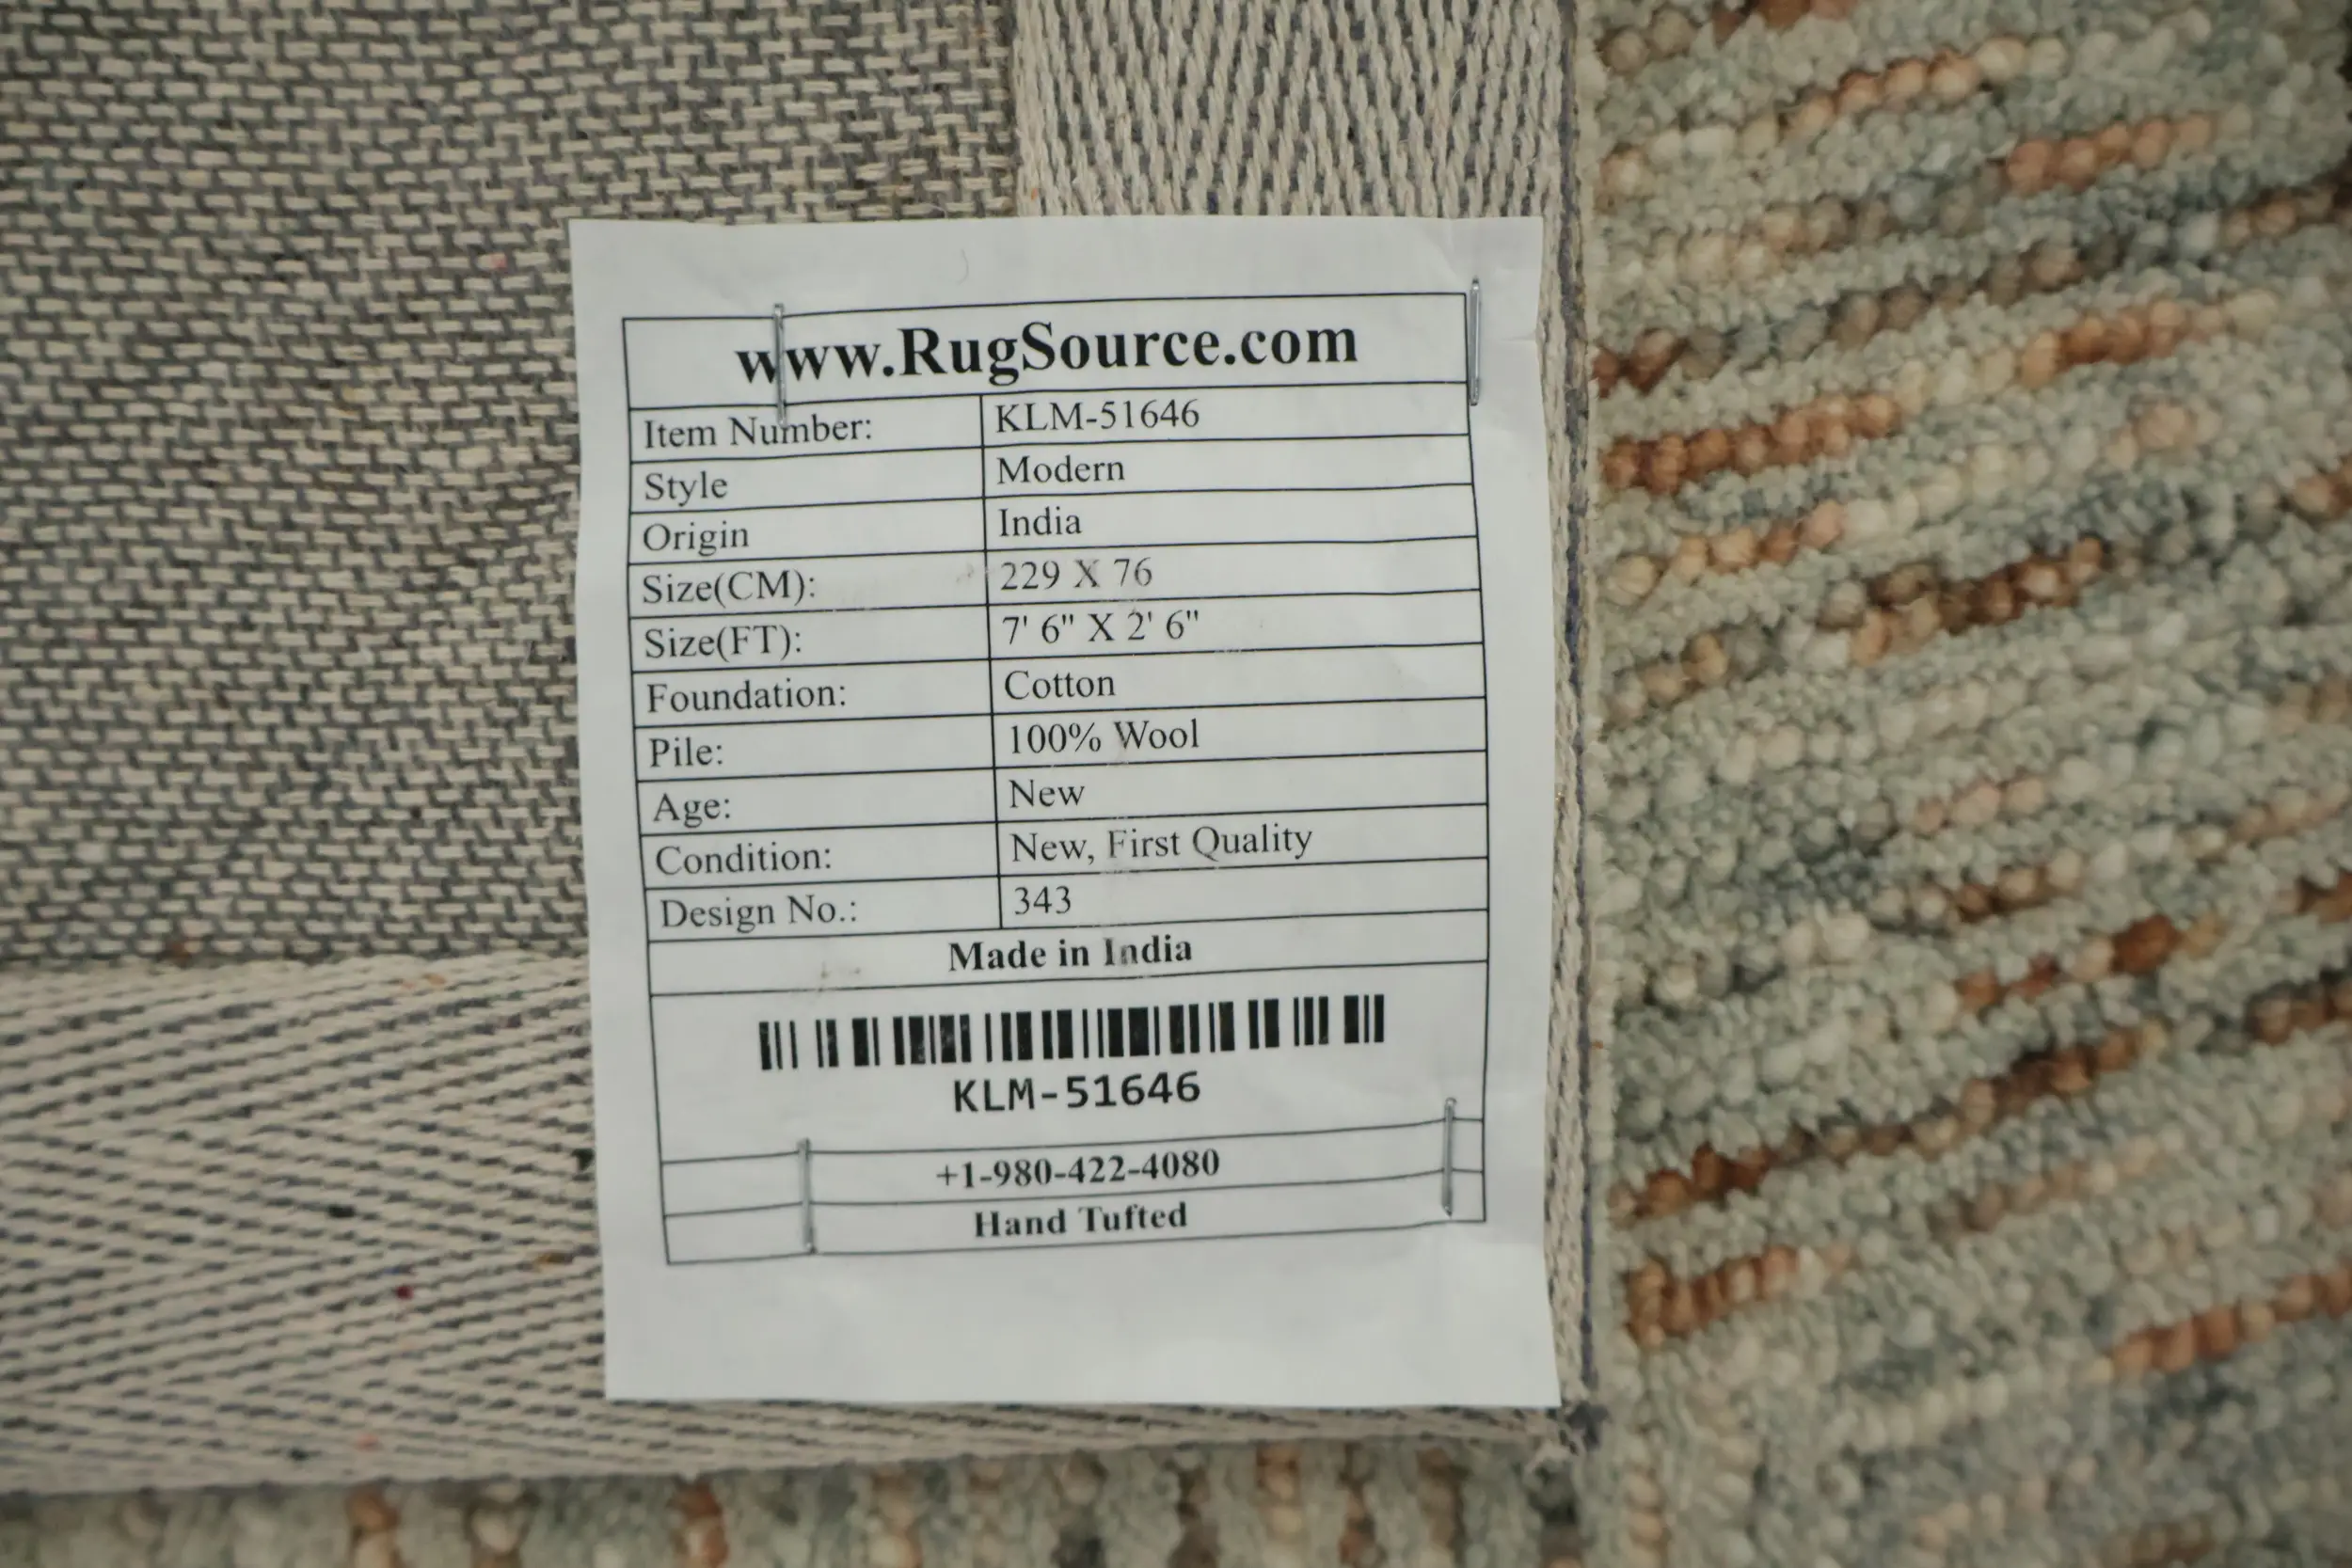 www.RugSource.com
Item Number: KLM-51646
Style Modern
Origin India
Size(CM): 229 X 76
Size(FT): 7' 6" X 2' 6"
Foundation: Cotton
Pile: 100% Wool
Age: New
Condition: New, First Quality
Design No.: 343
Made in India
KLM-51646
+1-980-422-4080
Hand Tufted